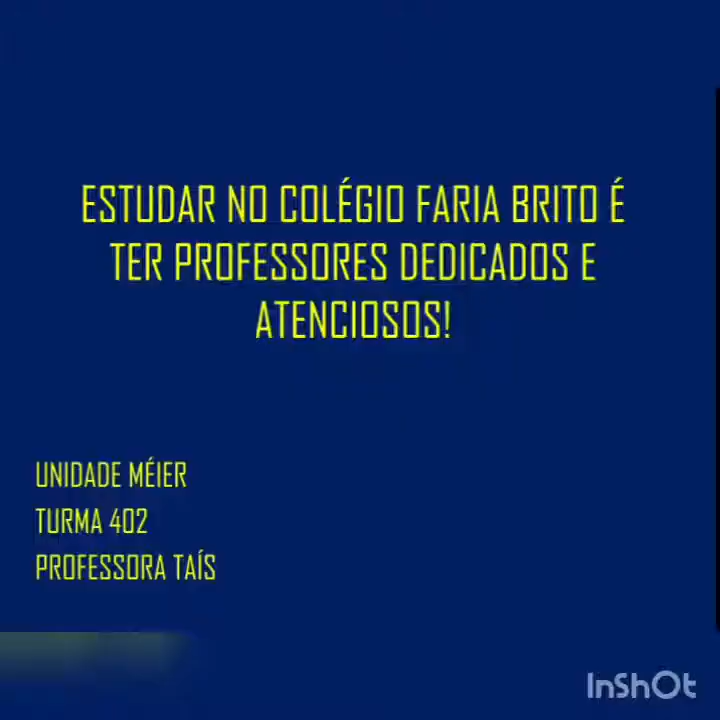 ESTUDAR NO COLÉGIO FARIA BRITO É
TER PROFESSORES DEDICADOS E
ATENCIOSOS!
UNIDADE MÉIER
TURMA 402
PROFESSORA TAÍS
InShOt